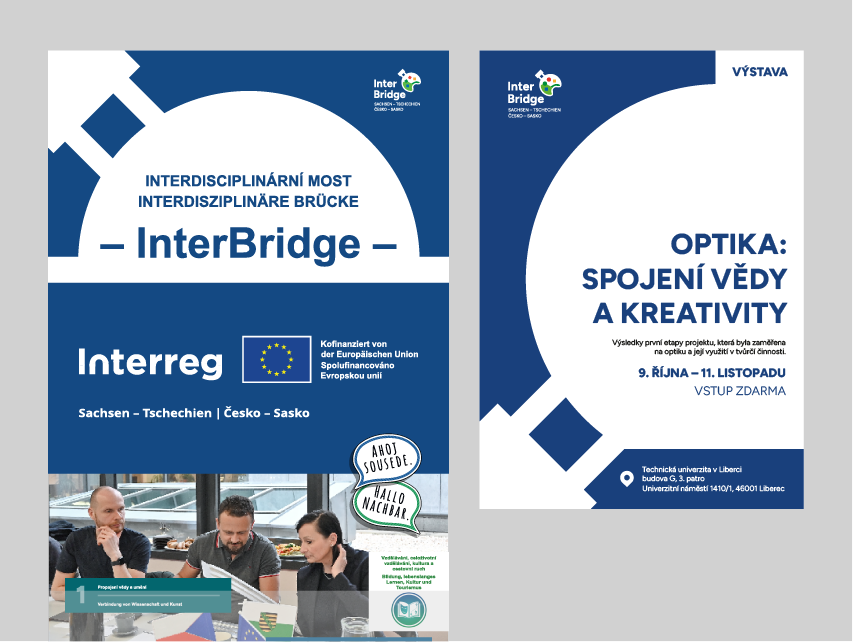 Inter
Bridge
SACHSEN – TSCHECHIEN
ČESKO – SASKO
INTERDISCIPLINÁRNÍ MOST
INTERDISZIPLINÄRE BRÜCKE
– InterBridge –
Interreg
Kofinanziert von
der Europäischen Union
Spolufinancováno
Evropskou unií
Sachsen – Tschechien | Česko – Sasko
AHOJ
SOUSEDE.
HALLO
NACHBAR.
Vzdělávání, celoživotní
vzdělávání, kultura a
cestovní ruch
Bildung, lebenslanges
Lernen, Kultur und
Tourismus
1
Propojení vědy a umění
Verbindung von Wissenschaft und Kunst
Inter
Bridge
SACHSEN – TSCHECHIEN
ČESKO – SASKO
VÝSTAVA
OPTIKA:
SPOJENÍ VĚDY
A KREATIVITY
Výsledky první etapy projektu, která byla zaměřena
na optiku a její využití v tvůrčí činnosti.
9. ŘÍJNA – 11. LISTOPADU
VSTUP ZDARMA
Technická univerzita v Liberci
budova G, 3. patro
Univerzitní náměstí 1410/1, 46001 Liberec